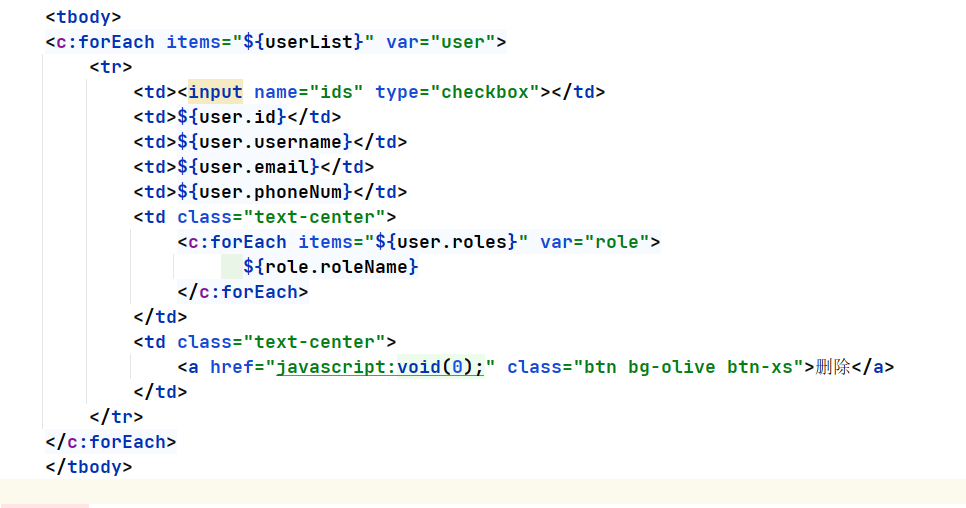 <tbody>
<c:forEach items="${userList}" var="user">
    <tr>
        <td><input name="ids" type="checkbox"></td>
        <td>${user.id}</td>
        <td>${user.username}</td>
        <td>${user.email}</td>
        <td>${user.phoneNum}</td>
        <td class="text-center">
            <c:forEach items="${user.roles}" var="role">
                  ${role.roleName}
            </c:forEach>
        </td>
        <td class="text-center">
            <a href="javascript:void(0);" class="btn bg-olive btn-xs">删除</a>
        </td>
    </tr>
</c:forEach>
</tbody>